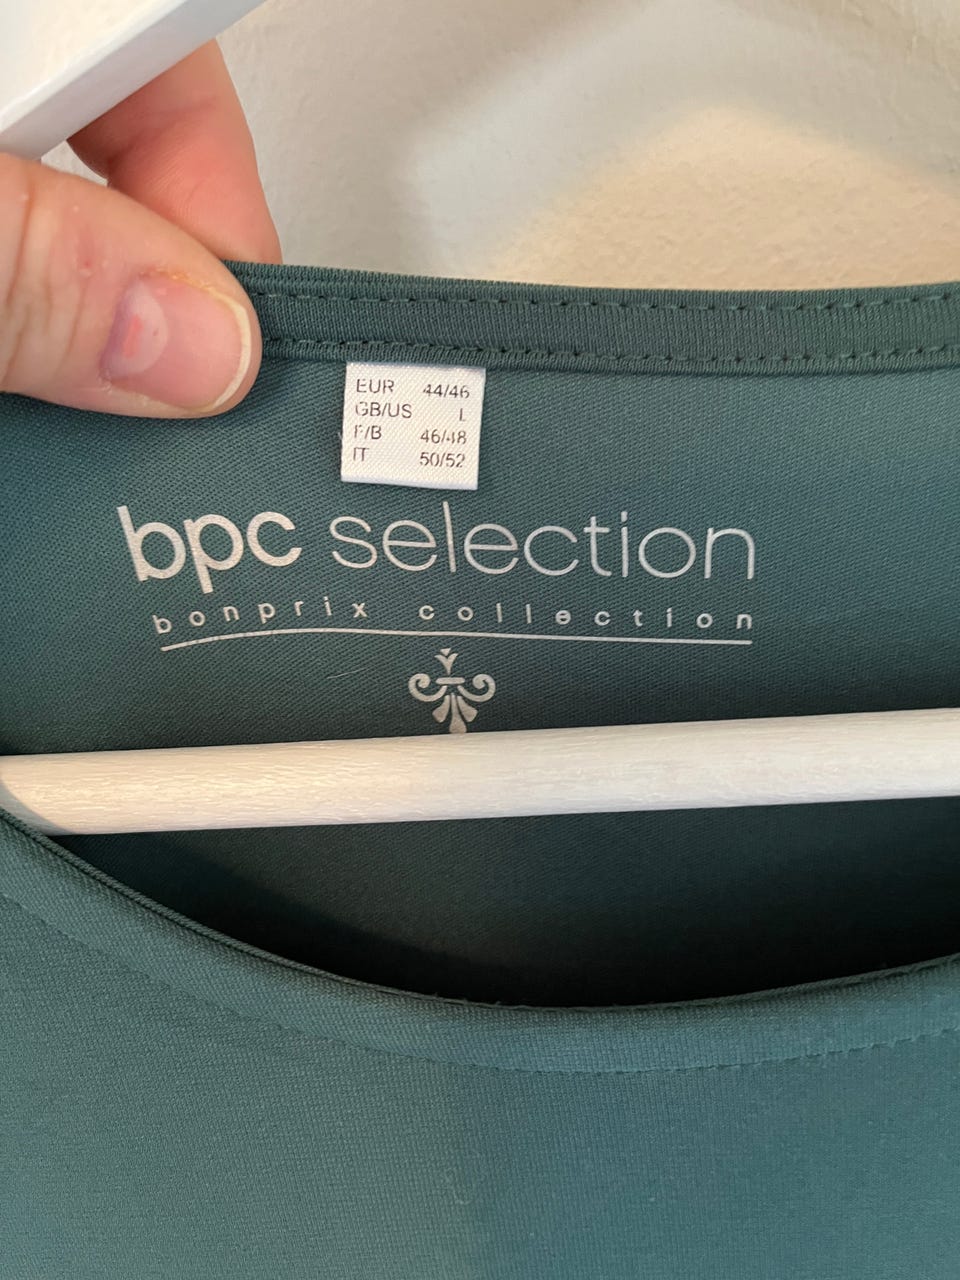 EUR 44/46
GB/US L
F/B 46/48
IT 50/52
bpc selection
bonprix collection